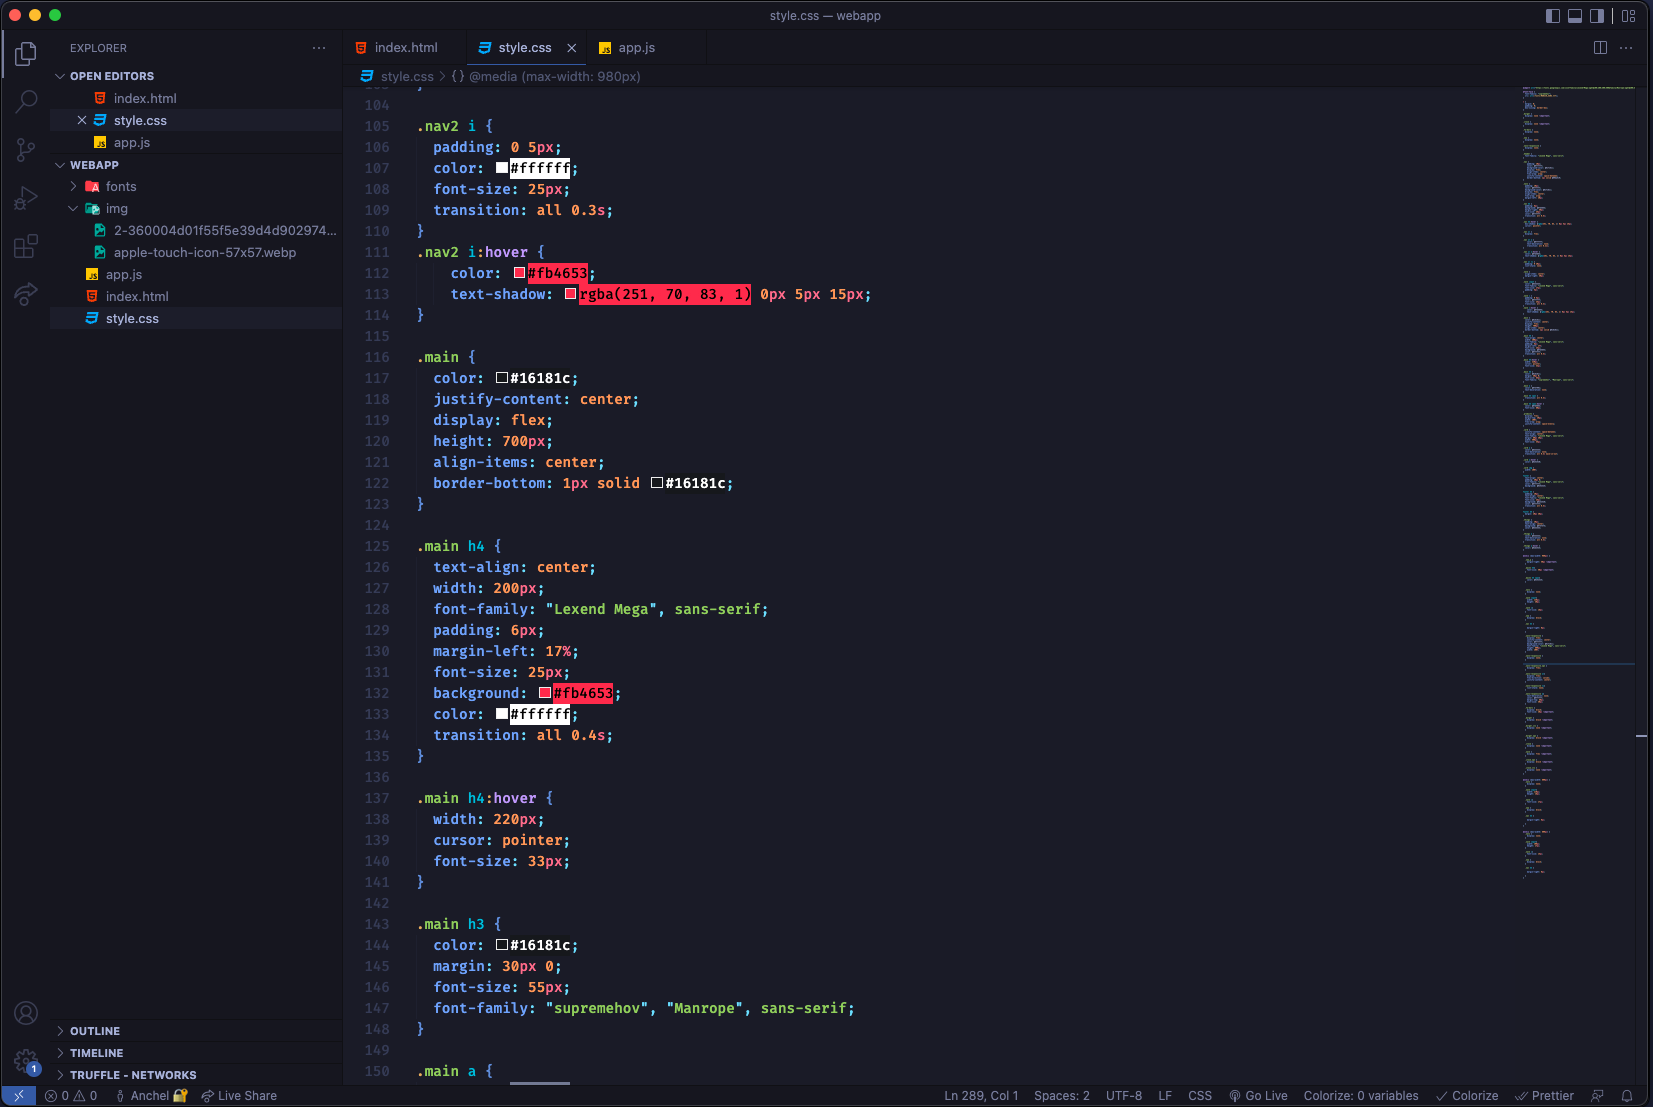 style.css — webapp
EXPLORER
OPEN EDITORS
index.html
style.css
app.js
WEBAPP
fonts
img
2-360004d01f55f5e39d4d902974...
apple-touch-icon-57x57.webp
app.js
index.html
style.css
OUTLINE
TIMELINE
TRUFFLE - NETWORKS
index.html style.css app.js
style.css > {} @media (max-width: 980px)
104
105 .nav2 i {
106 padding: 0 5px;
107 color: #ffffff;
108 font-size: 25px;
109 transition: all 0.3s;
110 }
111 .nav2 i:hover {
112 color: #fb4653;
113 text-shadow: rgba(251, 70, 83, 1) 0px 5px 15px;
114 }
115
116 .main {
117 color: #16181c;
118 justify-content: center;
119 display: flex;
120 height: 700px;
121 align-items: center;
122 border-bottom: 1px solid #16181c;
123 }
124
125 .main h4 {
126 text-align: center;
127 width: 200px;
128 font-family: "Lexend Mega", sans-serif;
129 padding: 6px;
130 margin-left: 17%;
131 font-size: 25px;
132 background: #fb4653;
133 color: #ffffff;
134 transition: all 0.4s;
135 }
136
137 .main h4:hover {
138 width: 220px;
139 cursor: pointer;
140 font-size: 33px;
141 }
142
143 .main h3 {
144 color: #16181c;
145 margin: 30px 0;
146 font-size: 55px;
147 font-family: "supremehov", "Manrope", sans-serif;
148 }
149
150 .main a {
1
0 0 Anchel Live Share Ln 289, Col 1 Spaces: 2 UTF-8 LF CSS Go Live Colorize: 0 variables Colorize Prettier